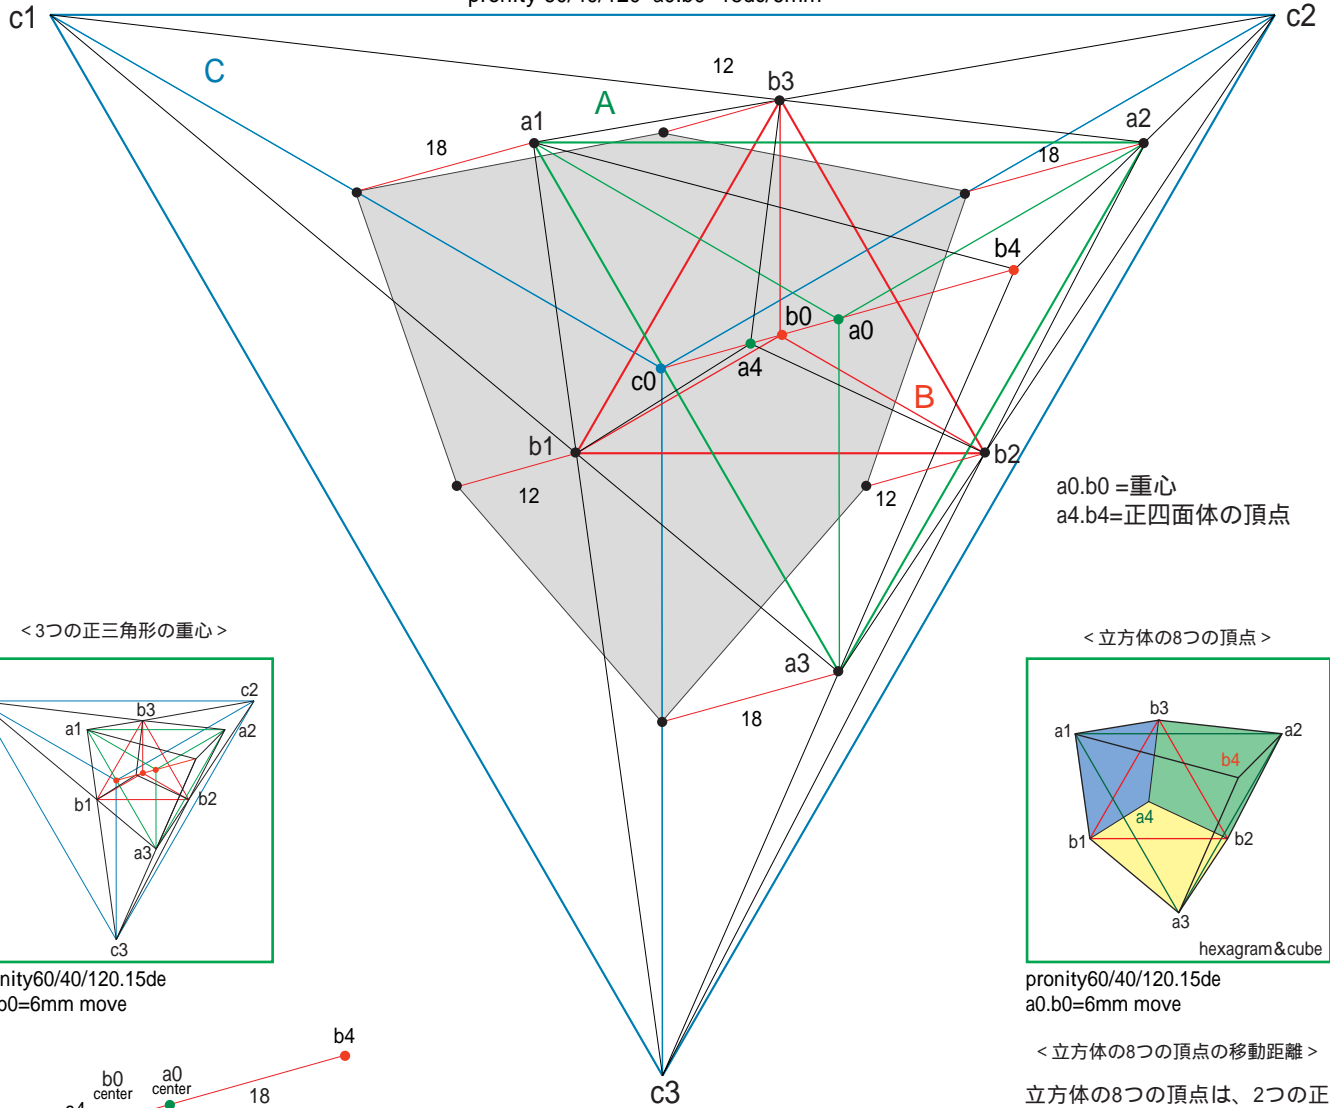 c1
c2
C
12
b3
A
a1
a2
18
18
b4
b0
a0
a4
c0
B
b1
b2
12
12
a0.b0 =重心
a4.b4=正四面体の頂点
a3
18
c3
<3つの正三角形の重心>
c2
b3
a1
a2
b1
b2
a3
c3
60/40/120.15de
=6mm move
b4
b0
center
a0
center
18
<立方体の8つの頂点>
b3
a1
a2
b4
a4
b1
b2
a3
hexagram&cube
pronity60/40/120.15de
a0.b0=6mm move
<立方体の8つの頂点の移動距離>
立方体の8つの頂点は、2つの正